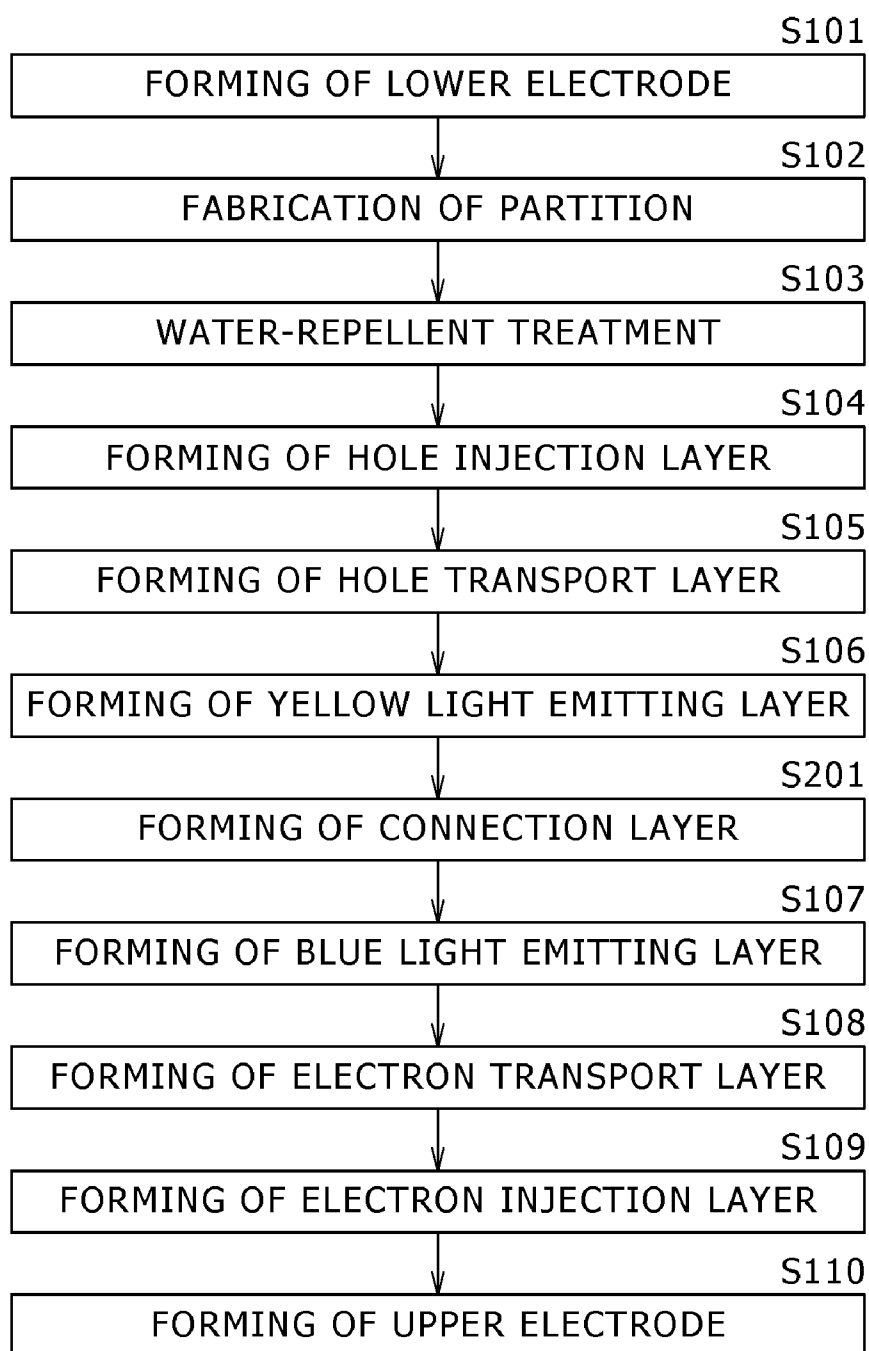 S101
FORMING OF LOWER ELECTRODE
S102
FABRICATION OF PARTITION
S103
WATER-REPELLENT TREATMENT
S104
FORMING OF HOLE INJECTION LAYER
S105
FORMING OF HOLE TRANSPORT LAYER
S106
FORMING OF YELLOW LIGHT EMITTING LAYER
S201
FORMING OF CONNECTION LAYER
S107
FORMING OF BLUE LIGHT EMITTING LAYER
S108
FORMING OF ELECTRON TRANSPORT LAYER
S109
FORMING OF ELECTRON INJECTION LAYER
S110
FORMING OF UPPER ELECTRODE